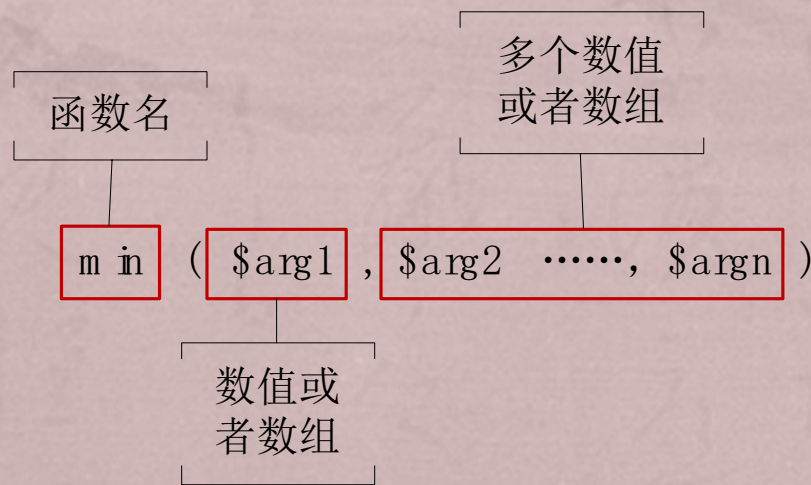 多个数值
或者数组
函数名
min ( $arg1 , $arg2 ……, $argn )
数值或
者数组